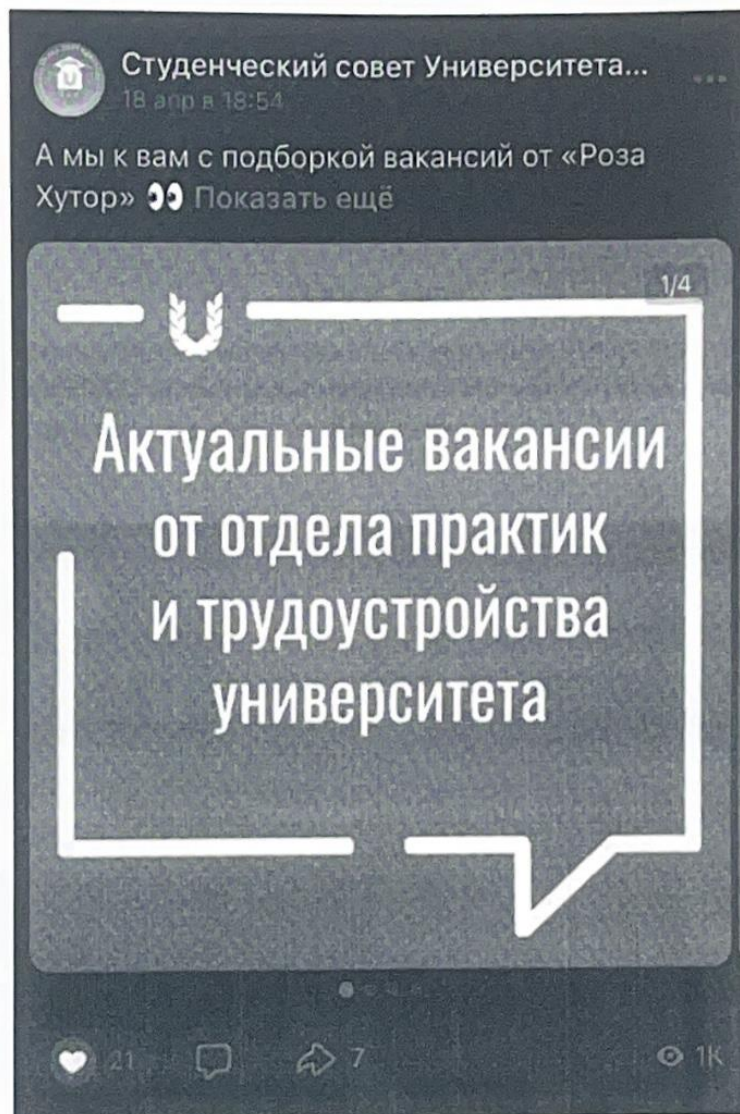 Студенческий совет Университета...
18 апр в 18:54
А мы к вам с подборкой вакансий от «Роза
Хутор» 👀 Показать ещё
1/4
Актуальные вакансии
от отдела практик
и трудоустройства
университета
21
7
1K